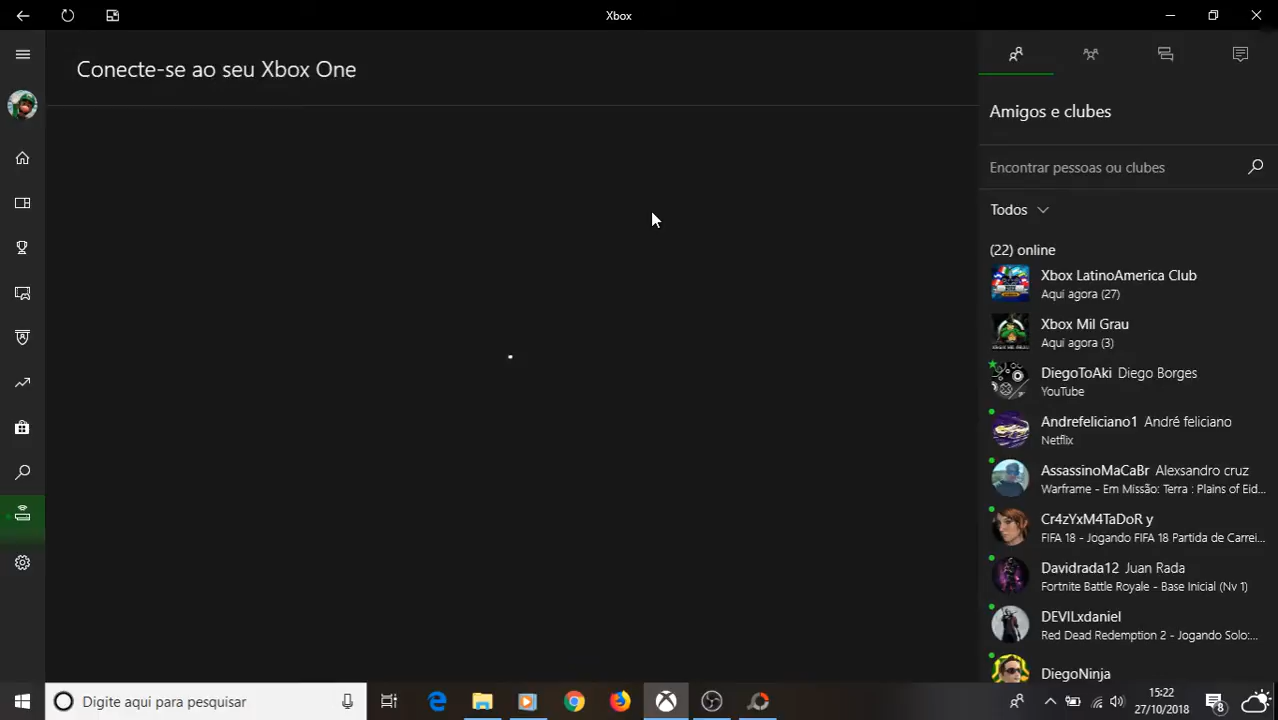 Xbox
Conecte-se ao seu Xbox One
Amigos e clubes
Encontrar pessoas ou clubes
Todos
(22) online
Xbox LatinoAmerica Club
Aqui agora (27)
Xbox Mil Grau
Aqui agora (3)
DiegoToAki Diego Borges
YouTube
Andrefeliciano1 André feliciano
Netflix
AssassinoMaCaBr Alexsandro cruz
Warframe - Em Missão: Terra : Plains of Eid...
Cr4zYxM4TaDoR y
FIFA 18 - Jogando FIFA 18 Partida de Carrei...
Davidrada12 Juan Rada
Fortnite Battle Royale - Base Inicial (Nv 1)
DEVILxdaniel
Red Dead Redemption 2 - Jogando Solo:...
DiegoNinja
Digite aqui para pesquisar
15:22
27/10/2018
8